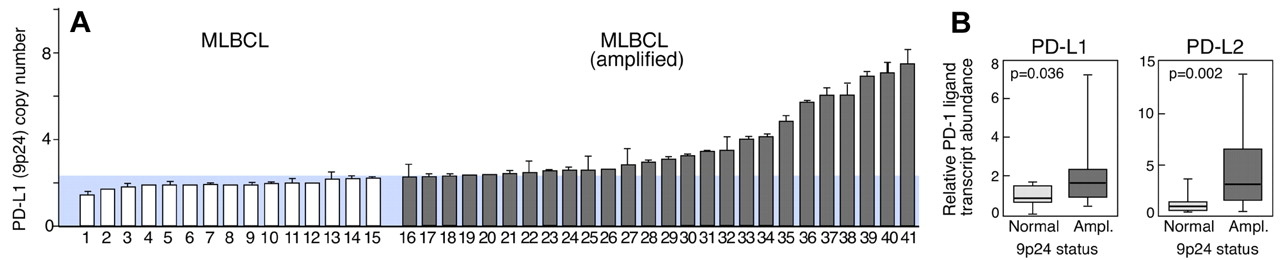 A
MLBCL
MLBCL
(amplified)
PD-L1 (9p24) copy number
8
4
0
1 2 3 4 5 6 7 8 9 10 11 12 13 14 15 16 17 18 19 20 21 22 23 24 25 26 27 28 29 30 31 32 33 34 35 36 37 38 39 40 41
B
PD-L1
Relative PD-1 ligand
transcript abundance
8
6
4
2
0
p=0.036
Normal Ampl.
9p24 status
PD-L2
15
10
5
0
p=0.002
Normal Ampl.
9p24 status